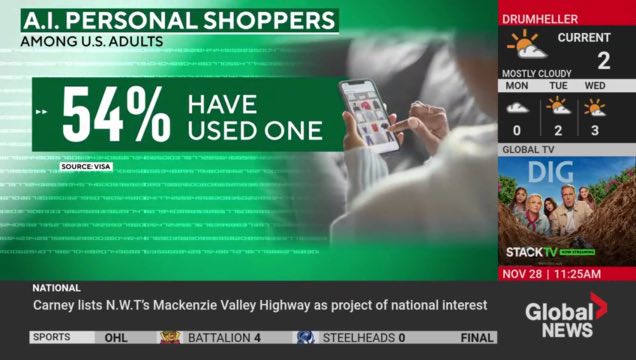 A.I. PERSONAL SHOPPERS
AMONG U.S. ADULTS
54% HAVE
USED ONE
SOURCE: VISA
DRUMHELLER
CURRENT
2
MOSTLY CLOUDY
MON TUE WED
0 2 3
GLOBAL TV
DIG
STACKTV NOW STREAMING
NOV 28 | 11:25AM
NATIONAL
Carney lists N.W.T's Mackenzie Valley Highway as project of national interest
Global
NEWS
SPORTS OHL BATTALION 4 STEELHEADS 0 FINAL